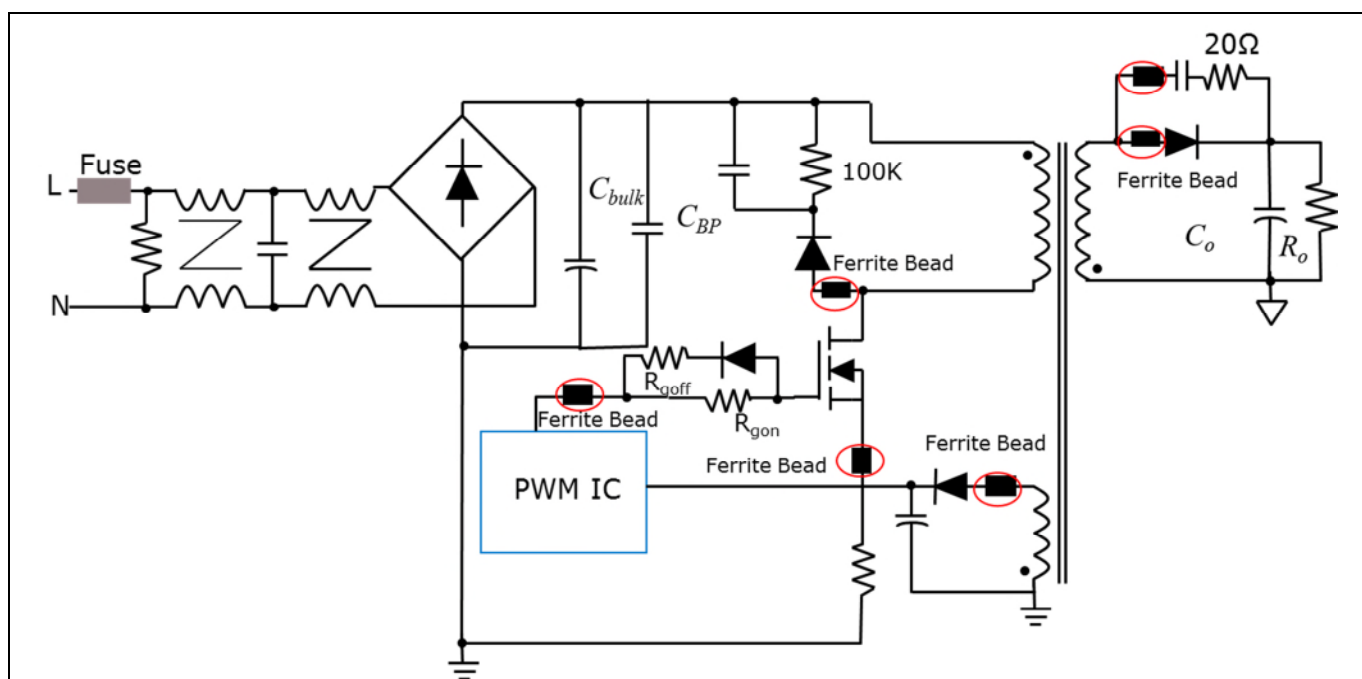 20Ω
Fuse
L
100K
C_bulk
C_BP
Ferrite Bead
Ferrite Bead
C_o
R_o
N
R_goff
Ferrite Bead
R_gon
Ferrite Bead
Ferrite Bead
PWM IC